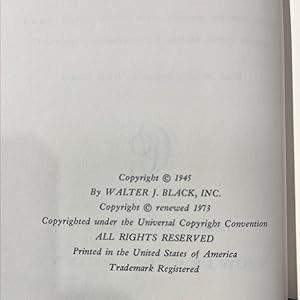 Copyright © 1945
By WALTER J. BLACK, INC.
Copyright © renewed 1973
Copyrighted under the Universal Copyright Convention
ALL RIGHTS RESERVED
Printed in the United States of America
Trademark Registered